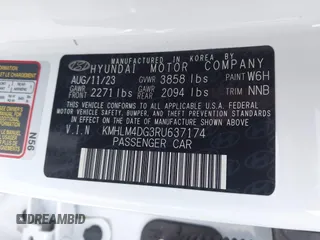 MANUFACTURED IN KOREA BY
HYUNDAI MOTOR COMPANY
AUG/11/23 GVWR 3858 lbs PAINT W6H
GAWR FRONT 2271 lbs GAWR REAR 2094 lbs TRIM NNB
THIS VEHICLE CONFORMS TO ALL APPLICABLE U.S.
FEDERAL MOTOR VEHICLE SAFETY, BUMPER, AND
THEFT PREVENTION STANDARDS IN EFFECT ON THE
DATE OF MANUFACTURE SHOWN ABOVE.
V.I.N KMHLM4DG3RU637174
PASSENGER CAR
N56
DREAMBID